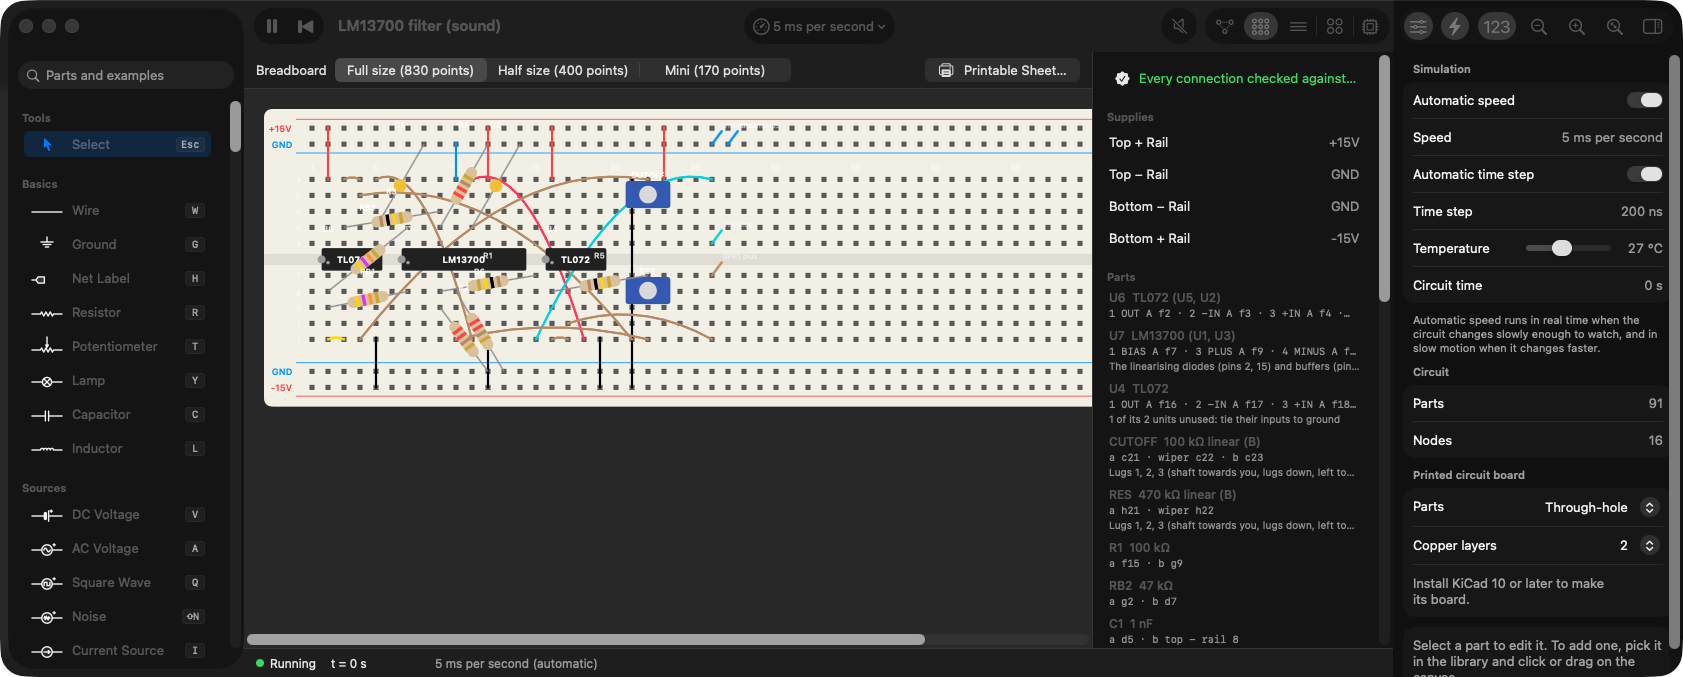 LM13700 filter (sound)
5 ms per second
123
Parts and examples
Tools
Select Esc
Basics
Wire W
Ground G
Net Label H
Resistor R
Potentiometer T
Lamp Y
Capacitor C
Inductor L
Sources
DC Voltage V
AC Voltage A
Square Wave Q
Noise ⇧N
Current Source I
Breadboard Full size (830 points) Half size (400 points) Mini (170 points) Printable Sheet...
+15V
GND
TL07
LM13700
R1
TL072
R5
GND
-15V
Every connection checked against...
Supplies
Top + Rail +15V
Top – Rail GND
Bottom – Rail GND
Bottom + Rail -15V
Parts
U6 TL072 (U5, U2)
1 OUT A f2 · 2 −IN A f3 · 3 +IN A f4 ·…
U7 LM13700 (U1, U3)
1 BIAS A f7 · 3 PLUS A f9 · 4 MINUS A f…
The linearising diodes (pins 2, 15) and buffers (pin...
U4 TL072
1 OUT A f16 · 2 −IN A f17 · 3 +IN A f18…
1 of its 2 units unused: tie their inputs to ground
CUTOFF 100 kΩ linear (B)
a c21 · wiper c22 · b c23
Lugs 1, 2, 3 (shaft towards you, lugs down, left to...
RES 470 kΩ linear (B)
a h21 · wiper h22
Lugs 1, 2, 3 (shaft towards you, lugs down, left to...
R1 100 kΩ
a f15 · b g9
RB2 47 kΩ
a g2 · b d7
C1 1 nF
a d5 · b top − rail 8
Running t = 0 s 5 ms per second (automatic)
Simulation
Automatic speed
Speed 5 ms per second
Automatic time step
Time step 200 ns
Temperature 27 °C
Circuit time 0 s
Automatic speed runs in real time when the
circuit changes slowly enough to watch, and in
slow motion when it changes faster.
Circuit
Parts 91
Nodes 16
Printed circuit board
Parts Through-hole
Copper layers 2
Install KiCad 10 or later to make
its board.
Select a part to edit it. To add one, pick it
in the library and click or drag on the